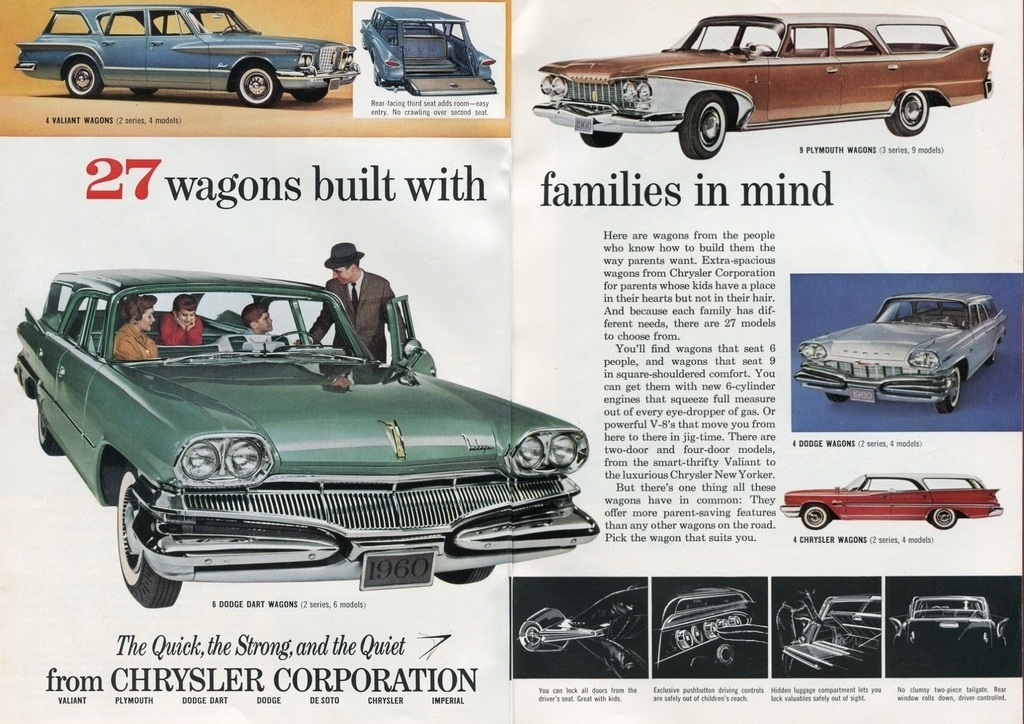 4 VALIANT WAGONS (2 series, 4 models)
Rear-facing third seat adds room—easy
entry. No crawling over second seat.
9 PLYMOUTH WAGONS (3 series, 9 models)
27 wagons built with families in mind
Here are wagons from the people
who know how to build them the
way parents want. Extra-spacious
wagons from Chrysler Corporation
for parents whose kids have a place
in their hearts but not in their hair.
And because each family has dif-
ferent needs, there are 27 models
to choose from.
You'll find wagons that seat 6
people, and wagons that seat 9
in square-shouldered comfort. You
can get them with new 6-cylinder
engines that squeeze full measure
out of every eye-dropper of gas. Or
powerful V-8's that move you from
here to there in jig-time. There are
two-door and four-door models,
from the smart-thrifty Valiant to
the luxurious Chrysler New Yorker.
But there's one thing all these
wagons have in common: They
offer more parent-saving features
than any other wagons on the road.
Pick the wagon that suits you.
Dodge
1960
6 DODGE DART WAGONS (2 series, 6 models)
1960
4 DODGE WAGONS (2 series, 4 models)
4 CHRYSLER WAGONS (2 series, 4 models)
The Quick, the Strong, and the Quiet
from CHRYSLER CORPORATION
VALIANT PLYMOUTH DODGE DART DODGE DE SOTO CHRYSLER IMPERIAL
You can lock all doors from the
driver's seat. Great with kids.
Exclusive pushbutton driving controls
are safely out of children's reach.
Hidden luggage compartment lets you
lock valuables safely out of sight.
No clumsy two-piece tailgate. Rear
window rolls down, driver-controlled.